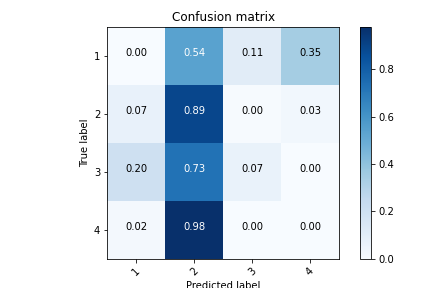 Confusion matrix
1 0.00 0.54 0.11 0.35
2 0.07 0.89 0.00 0.03
3 0.20 0.73 0.07 0.00
4 0.02 0.98 0.00 0.00
True label
1 2 3 4
Predicted label
0.8
0.6
0.4
0.2
0.0